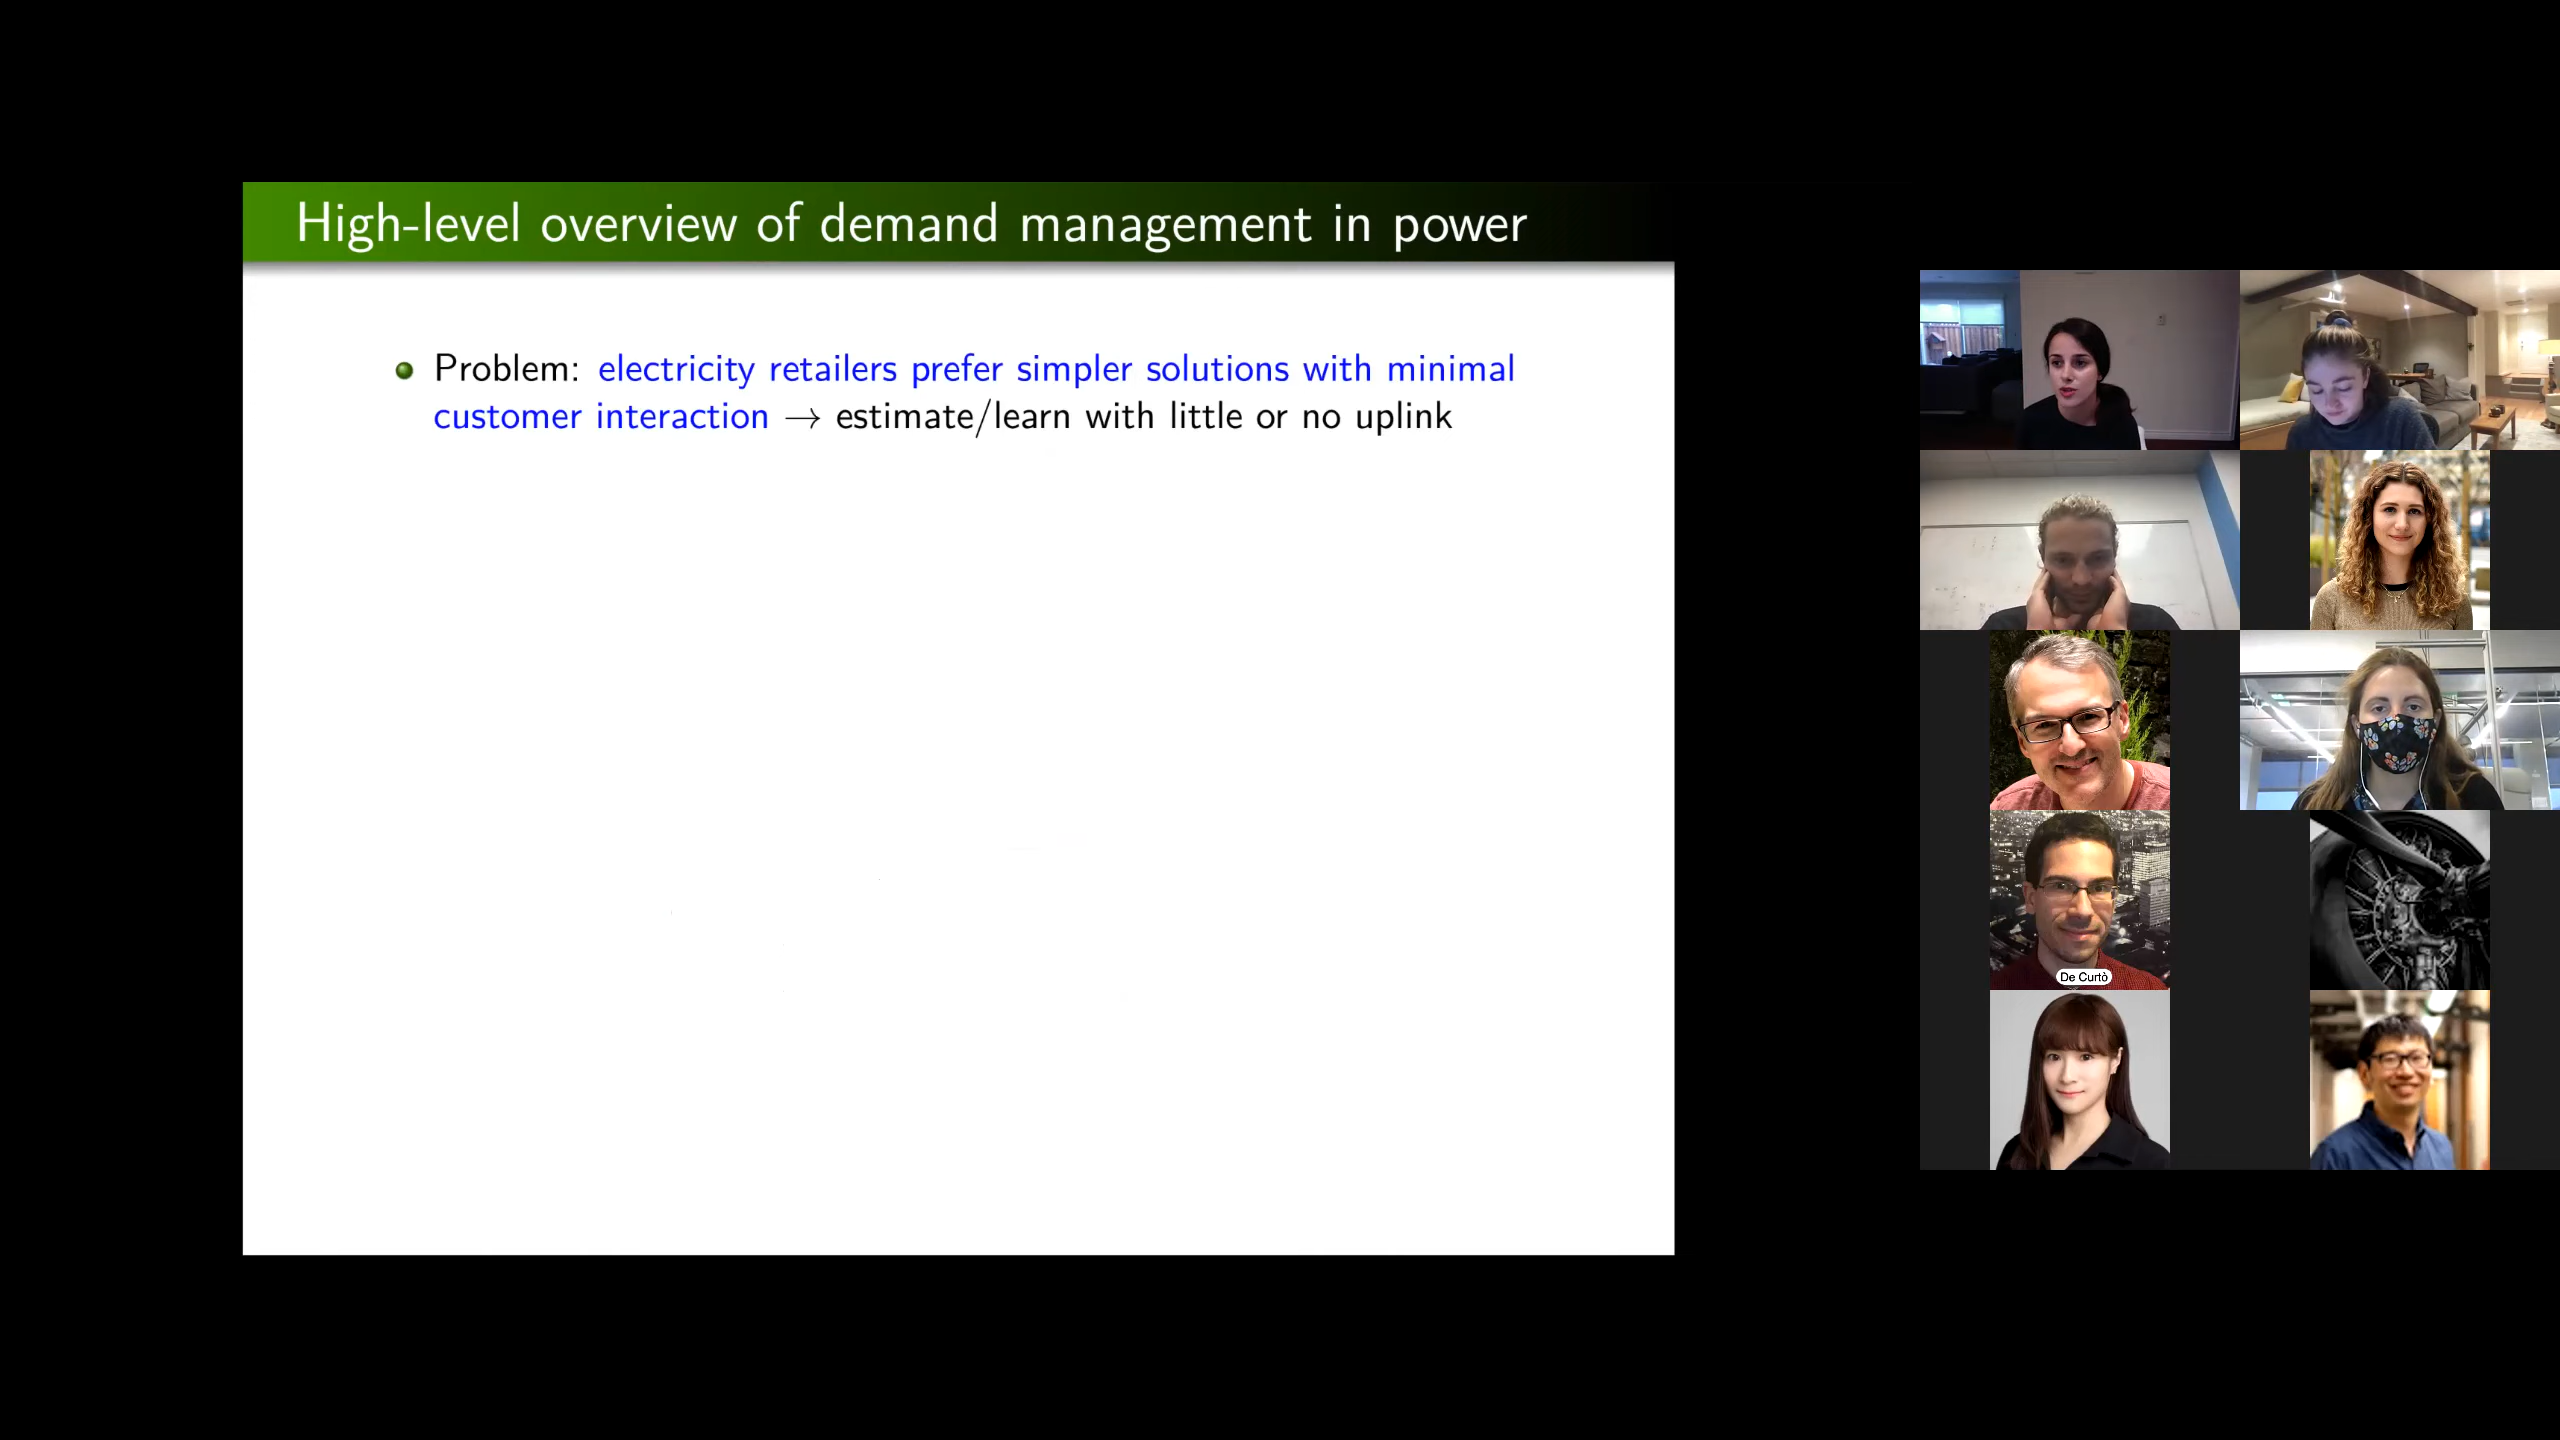 High-level overview of demand management in power
Problem: electricity retailers prefer simpler solutions with minimal
customer interaction → estimate/learn with little or no uplink
De Curtò